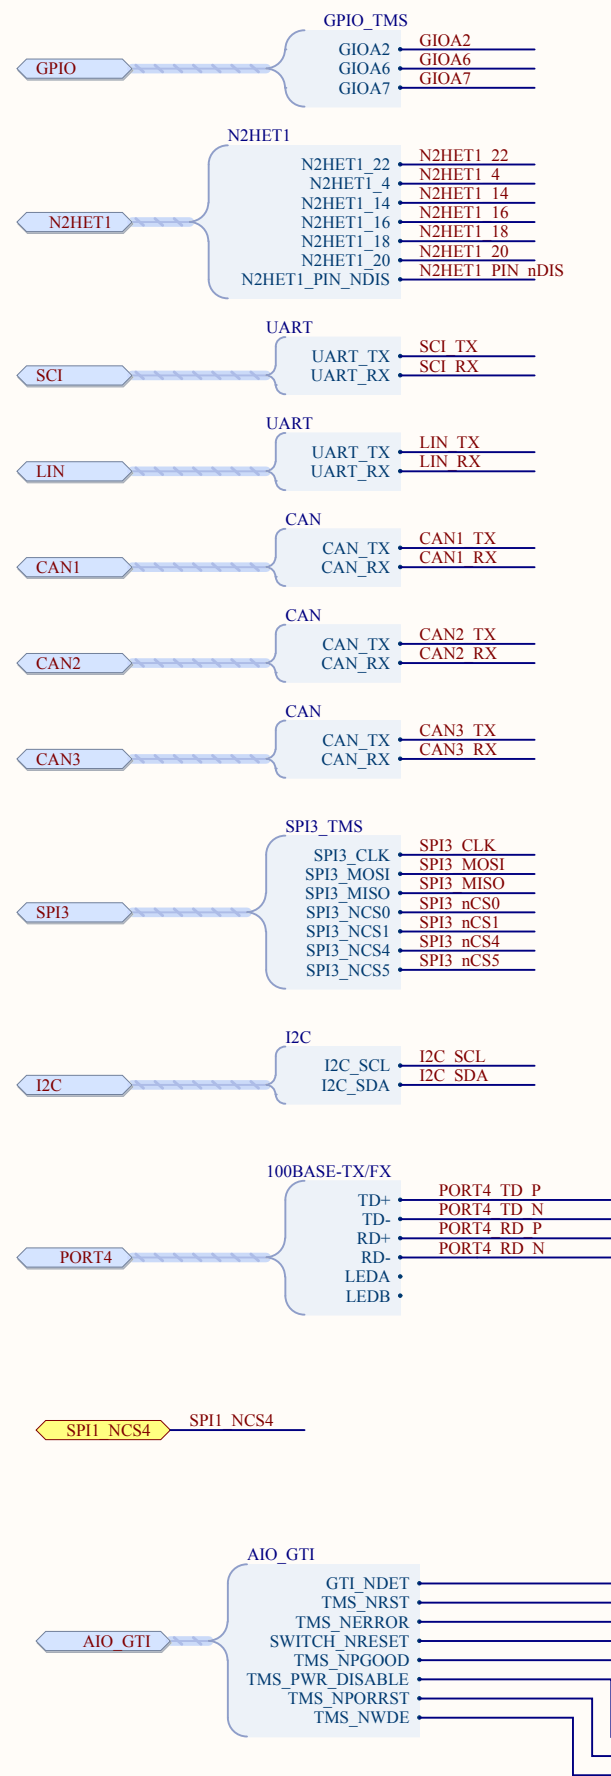 GPIO_TMS
GIOA2 GIOA2
GPIO GIOA6 GIOA6
GIOA7 GIOA7
N2HET1
N2HET1_22 N2HET1_22
N2HET1_4 N2HET1_4
N2HET1_14 N2HET1_14
N2HET1 N2HET1_16 N2HET1_16
N2HET1_18 N2HET1_18
N2HET1_20 N2HET1_20
N2HET1_PIN_NDIS N2HET1_PIN_nDIS
UART
UART_TX SCI_TX
SCI UART_RX SCI_RX
UART
UART_TX LIN_TX
LIN UART_RX LIN_RX
CAN
CAN_TX CAN1_TX
CAN1 CAN_RX CAN1_RX
CAN
CAN_TX CAN2_TX
CAN2 CAN_RX CAN2_RX
CAN
CAN_TX CAN3_TX
CAN3 CAN_RX CAN3_RX
SPI3_TMS
SPI3_CLK SPI3_CLK
SPI3_MOSI SPI3_MOSI
SPI3_MISO SPI3_MISO
SPI3 SPI3_NCS0 SPI3_nCS0
SPI3_NCS1 SPI3_nCS1
SPI3_NCS4 SPI3_nCS4
SPI3_NCS5 SPI3_nCS5
I2C
I2C_SCL I2C_SCL
I2C I2C_SDA I2C_SDA
100BASE-TX/FX
TD+ PORT4_TD_P
TD- PORT4_TD_N
RD+ PORT4_RD_P
PORT4 RD- PORT4_RD_N
LEDA
LEDB
SPI1_NCS4 SPI1_NCS4
AIO_GTI
GTI_NDET
TMS_NRST
TMS_NERROR
AIO_GTI SWITCH_NRESET
TMS_NPGOOD
TMS_PWR_DISABLE
TMS_NPORRST
TMS_NWDE